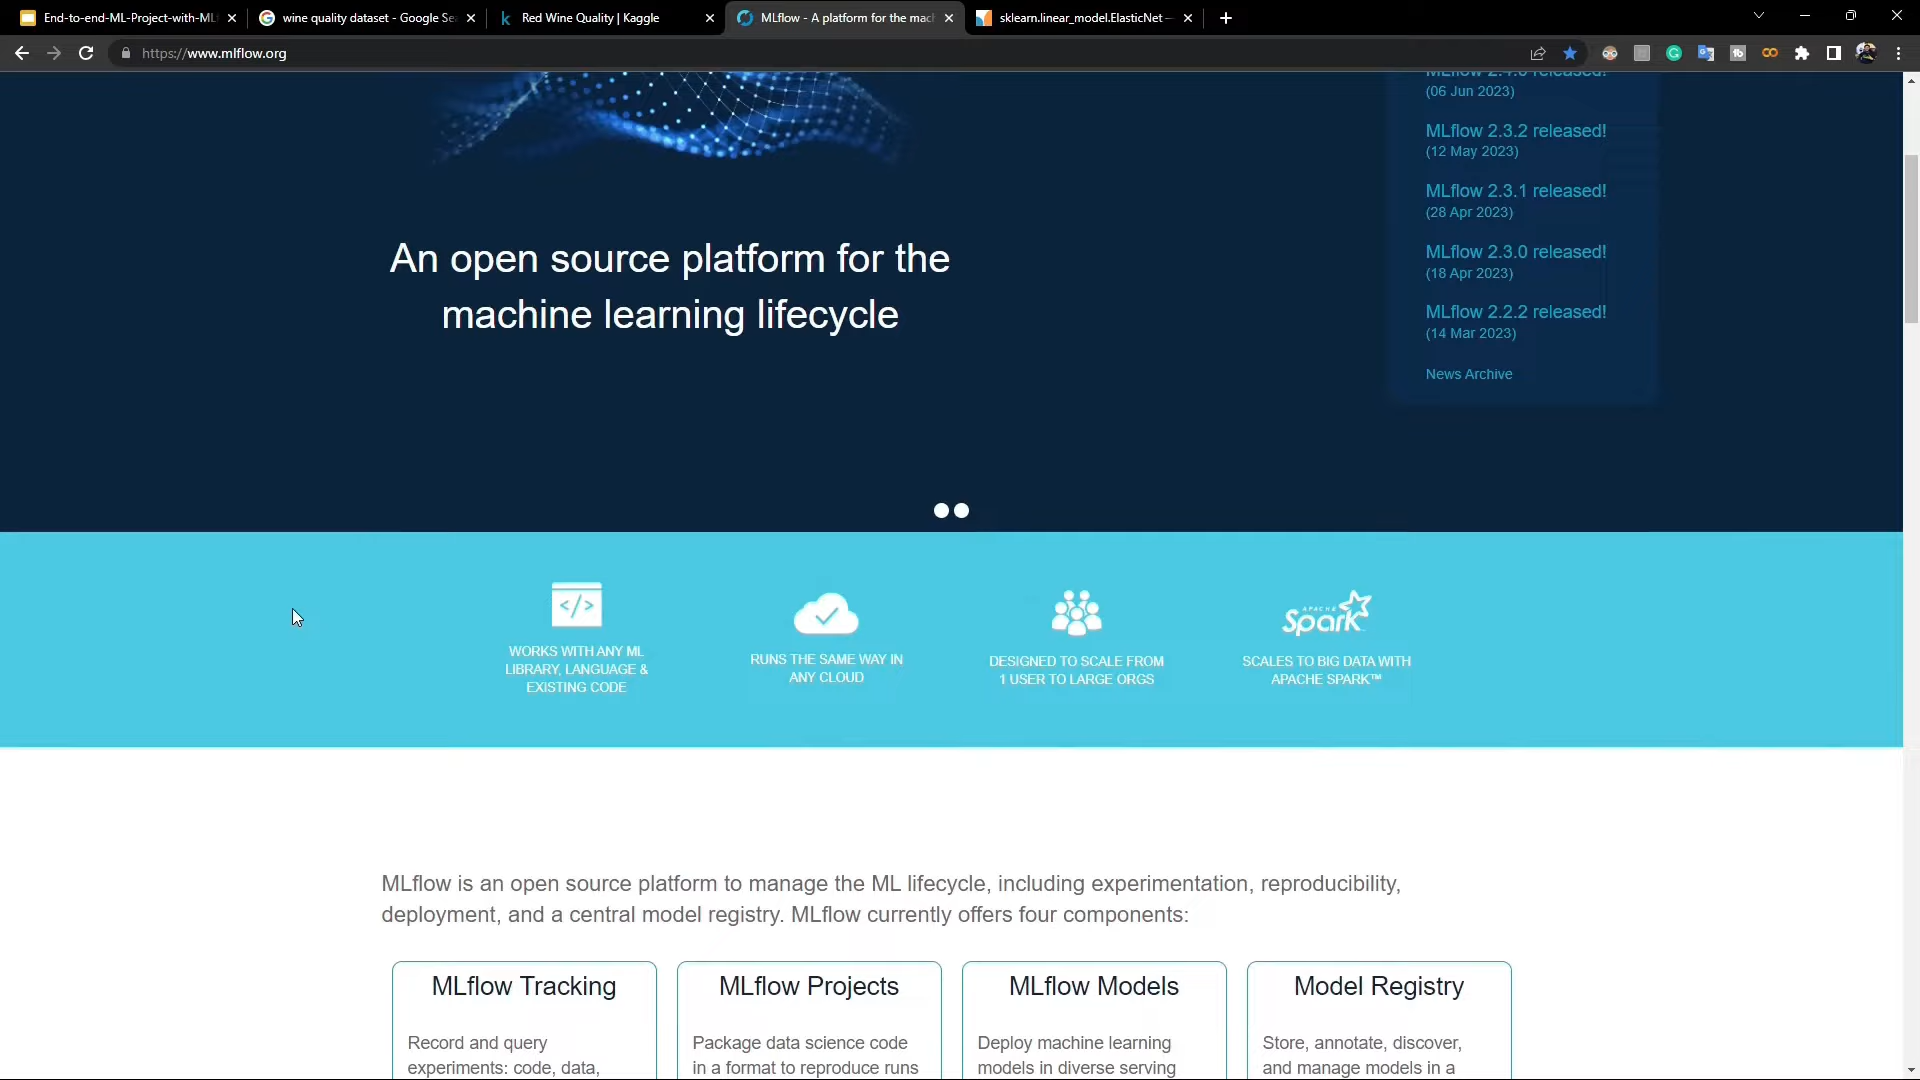 End-to-end-ML-Project-with-ML
wine quality dataset - Google Se
Red Wine Quality | Kaggle
MLflow - A platform for the mac
sklearn.linear_model.ElasticNet —
https://www.mlflow.org
(06 Jun 2023)
MLflow 2.3.2 released!
(12 May 2023)
MLflow 2.3.1 released!
(28 Apr 2023)
MLflow 2.3.0 released!
(18 Apr 2023)
MLflow 2.2.2 released!
(14 Mar 2023)
News Archive
An open source platform for the
machine learning lifecycle
WORKS WITH ANY ML
LIBRARY, LANGUAGE &
EXISTING CODE
RUNS THE SAME WAY IN
ANY CLOUD
DESIGNED TO SCALE FROM
1 USER TO LARGE ORGS
APACHE
Spark
SCALES TO BIG DATA WITH
APACHE SPARK™
MLflow is an open source platform to manage the ML lifecycle, including experimentation, reproducibility,
deployment, and a central model registry. MLflow currently offers four components:
MLflow Tracking
Record and query
experiments: code, data,
MLflow Projects
Package data science code
in a format to reproduce runs
MLflow Models
Deploy machine learning
models in diverse serving
Model Registry
Store, annotate, discover,
and manage models in a